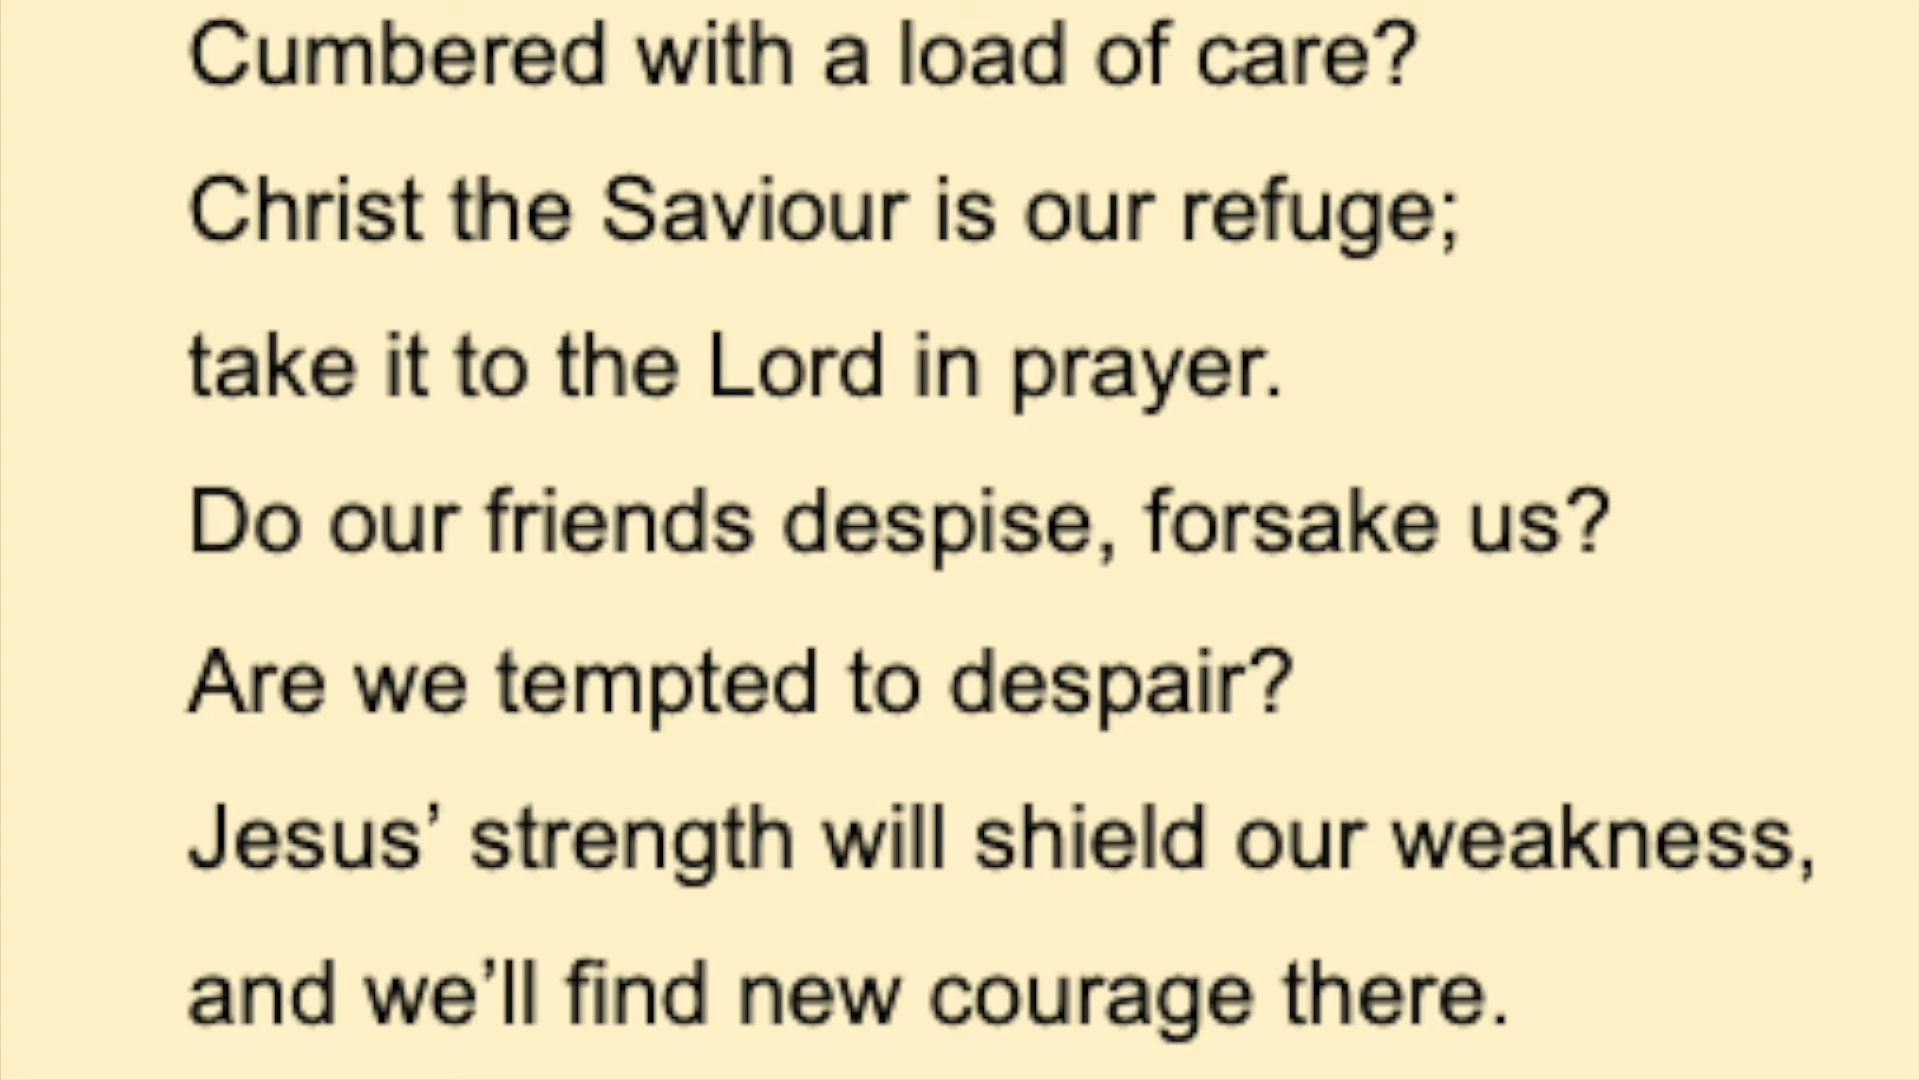 Cumbered with a load of care?
Christ the Saviour is our refuge;
take it to the Lord in prayer.
Do our friends despise, forsake us?
Are we tempted to despair?
Jesus’ strength will shield our weakness,
and we’ll find new courage there.